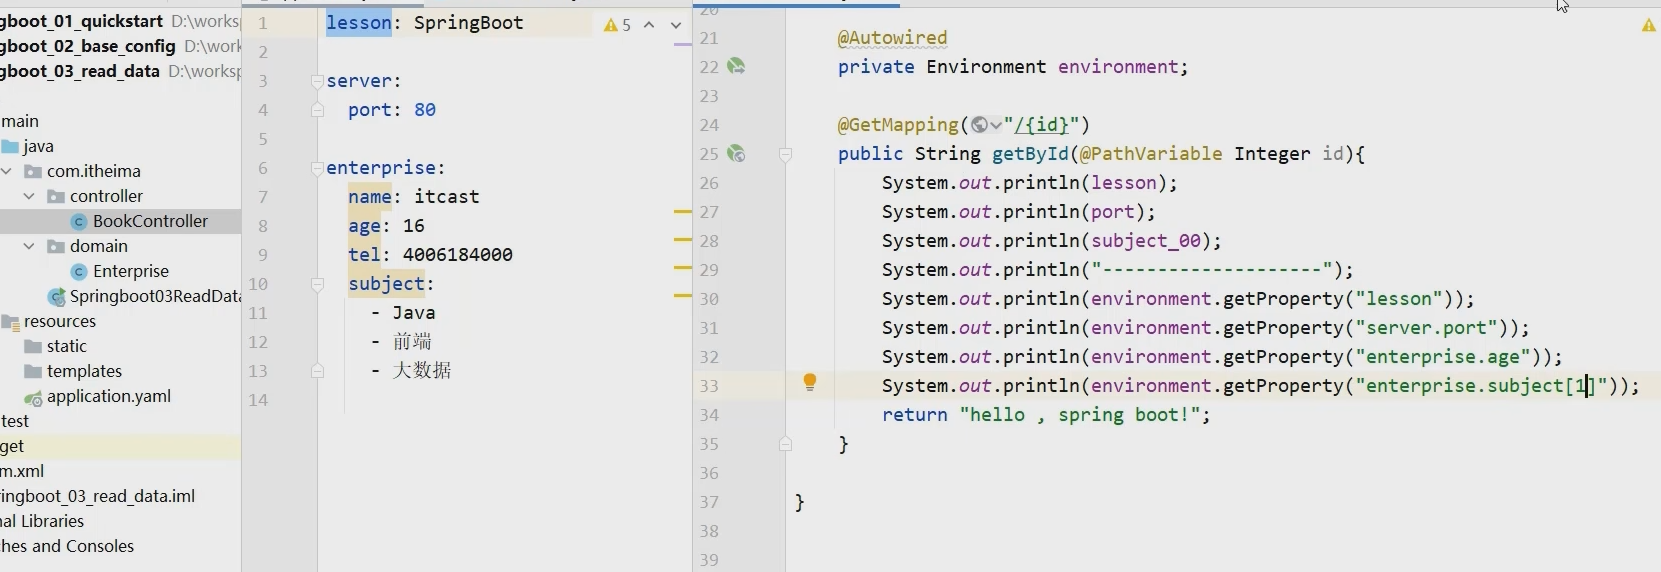 gboot_01_quickstart D:\works
gboot_02_base_config D:\work
gboot_03_read_data D:\works
main
java
com.itheima
controller
BookController
domain
Enterprise
Springboot03ReadData
resources
static
templates
application.yaml
test
get
m.xml
ringboot_03_read_data.iml
nal Libraries
ches and Consoles
1 lesson: SpringBoot
5
2
3 server:
4 port: 80
5
6 enterprise:
7 name: itcast
8 age: 16
9 tel: 4006184000
10 subject:
11 - Java
12 - 前端
13 - 大数据
14
20
21 @Autowired
22 private Environment environment;
23
24 @GetMapping("/{id}")
25 public String getById(@PathVariable Integer id){
26 System.out.println(lesson);
27 System.out.println(port);
28 System.out.println(subject_00);
29 System.out.println("--------------------");
30 System.out.println(environment.getProperty("lesson"));
31 System.out.println(environment.getProperty("server.port"));
32 System.out.println(environment.getProperty("enterprise.age"));
33 System.out.println(environment.getProperty("enterprise.subject[1]"));
34 return "hello , spring boot!";
35 }
36
37 }
38
39